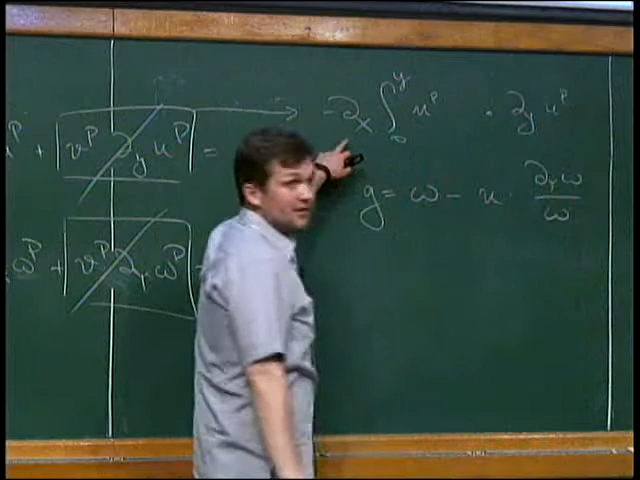 u^P + v^P ∂_y u^P = → -∂_x ∫_0^y u^P · ∂_y u^P
g = ω - u · ∂_y ω / ω
ω^P + v^P ∂_y ω^P